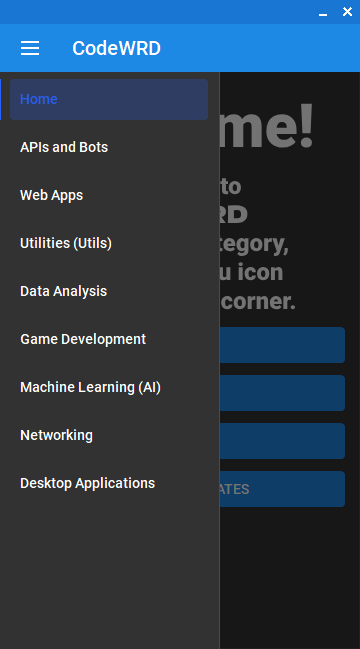 CodeWRD
Home
APIs and Bots
Web Apps
Utilities (Utils)
Data Analysis
Game Development
Machine Learning (AI)
Networking
Desktop Applications
me!
to
RD
tegory,
u icon
corner.
ATES